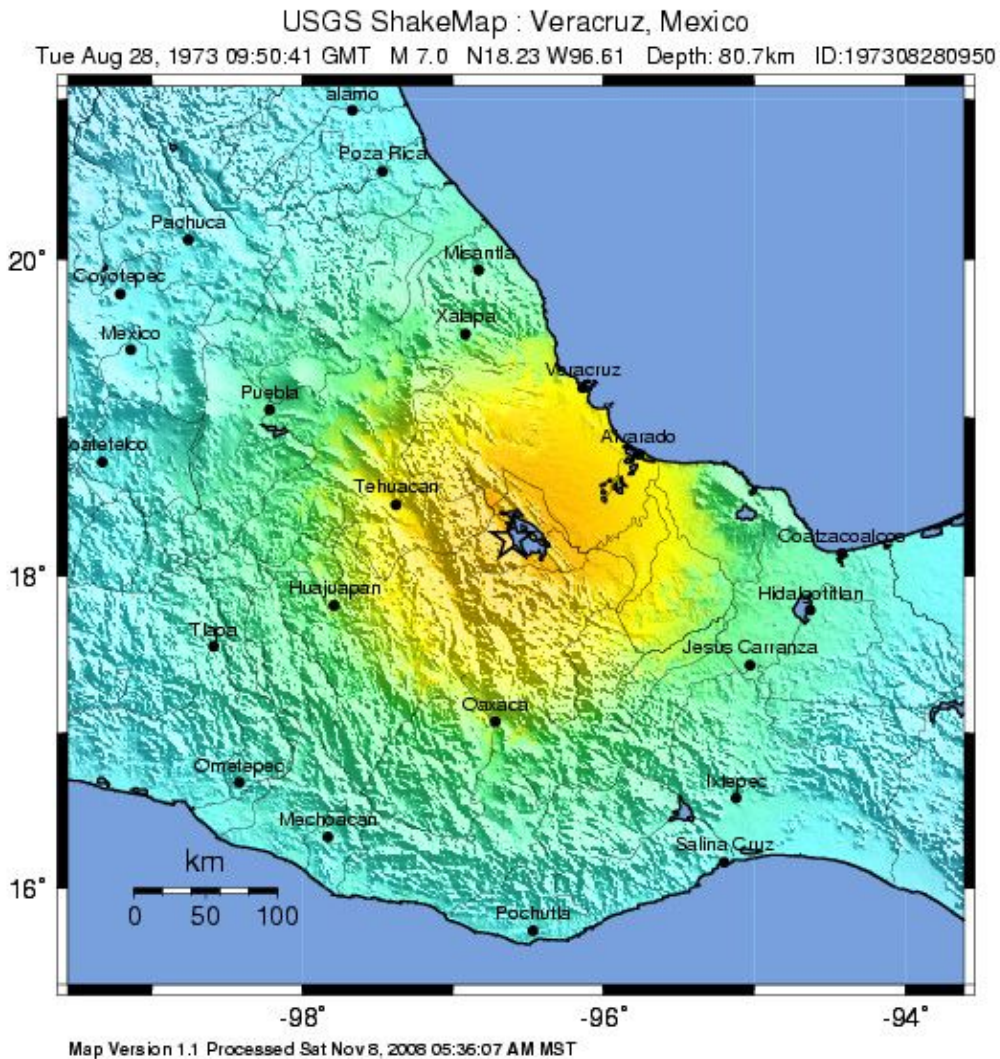 USGS ShakeMap : Veracruz, Mexico
Tue Aug 28, 1973 09:50:41 GMT M 7.0 N18.23 W96.61 Depth: 80.7km ID:197308280950
alamo
Poza Rica
Pachuca
Misantla
20°
Coyotepec
Xalapa
Mexico
Veracruz
Puebla
Alvarado
oatetelco
Tehuacan
Coatzacoalcos
18°
Huajuapan
Hidalgotitlan
Tlapa
Jesus Carranza
Oaxaca
Ometepec
Ixtepec
Mechoacan
Salina Cruz
km
16°
0 50 100
Pochutla
-98° -96° -94°
Map Version 1.1 Processed Sat Nov 8, 2008 05:36:07 AM MST